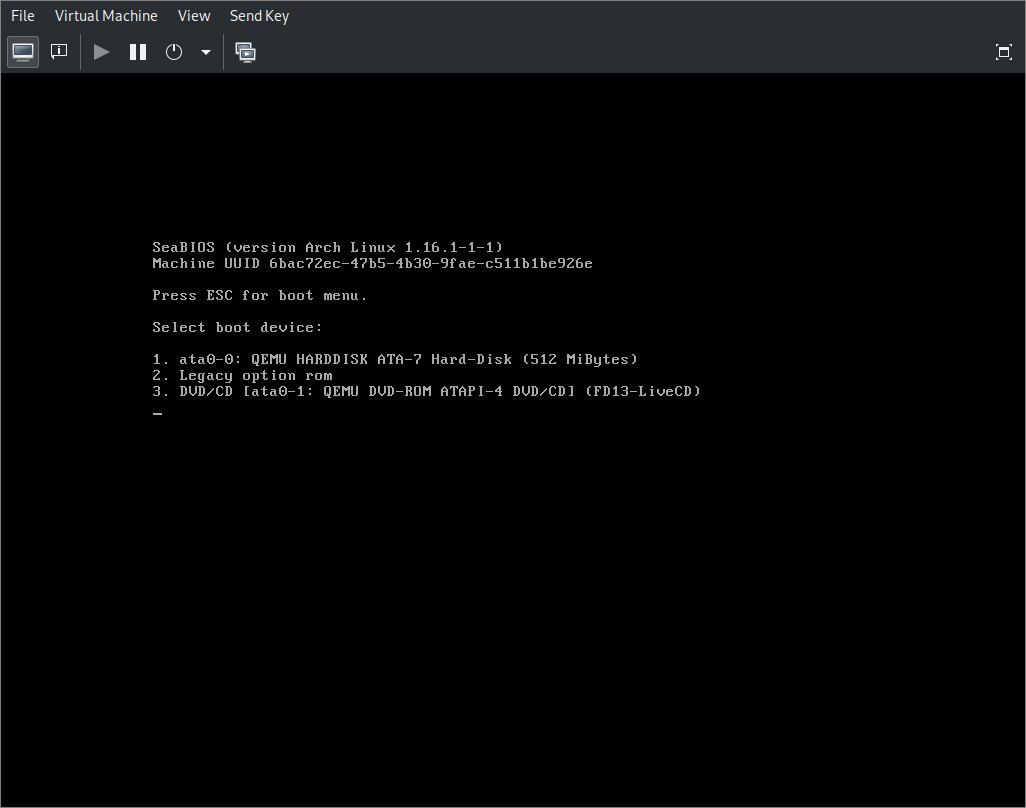 File Virtual Machine View Send Key
SeaBIOS (version Arch Linux 1.16.1-1-1)
Machine UUID 6bac72ec-47b5-4b30-9fae-c511b1be926e
Press ESC for boot menu.
Select boot device:
1. ata0-0: QEMU HARDDISK ATA-7 Hard-Disk (512 MiBytes)
2. Legacy option rom
3. DVD/CD [ata0-1: QEMU DVD-ROM ATAPI-4 DVD/CD] (FD13-LiveCD)